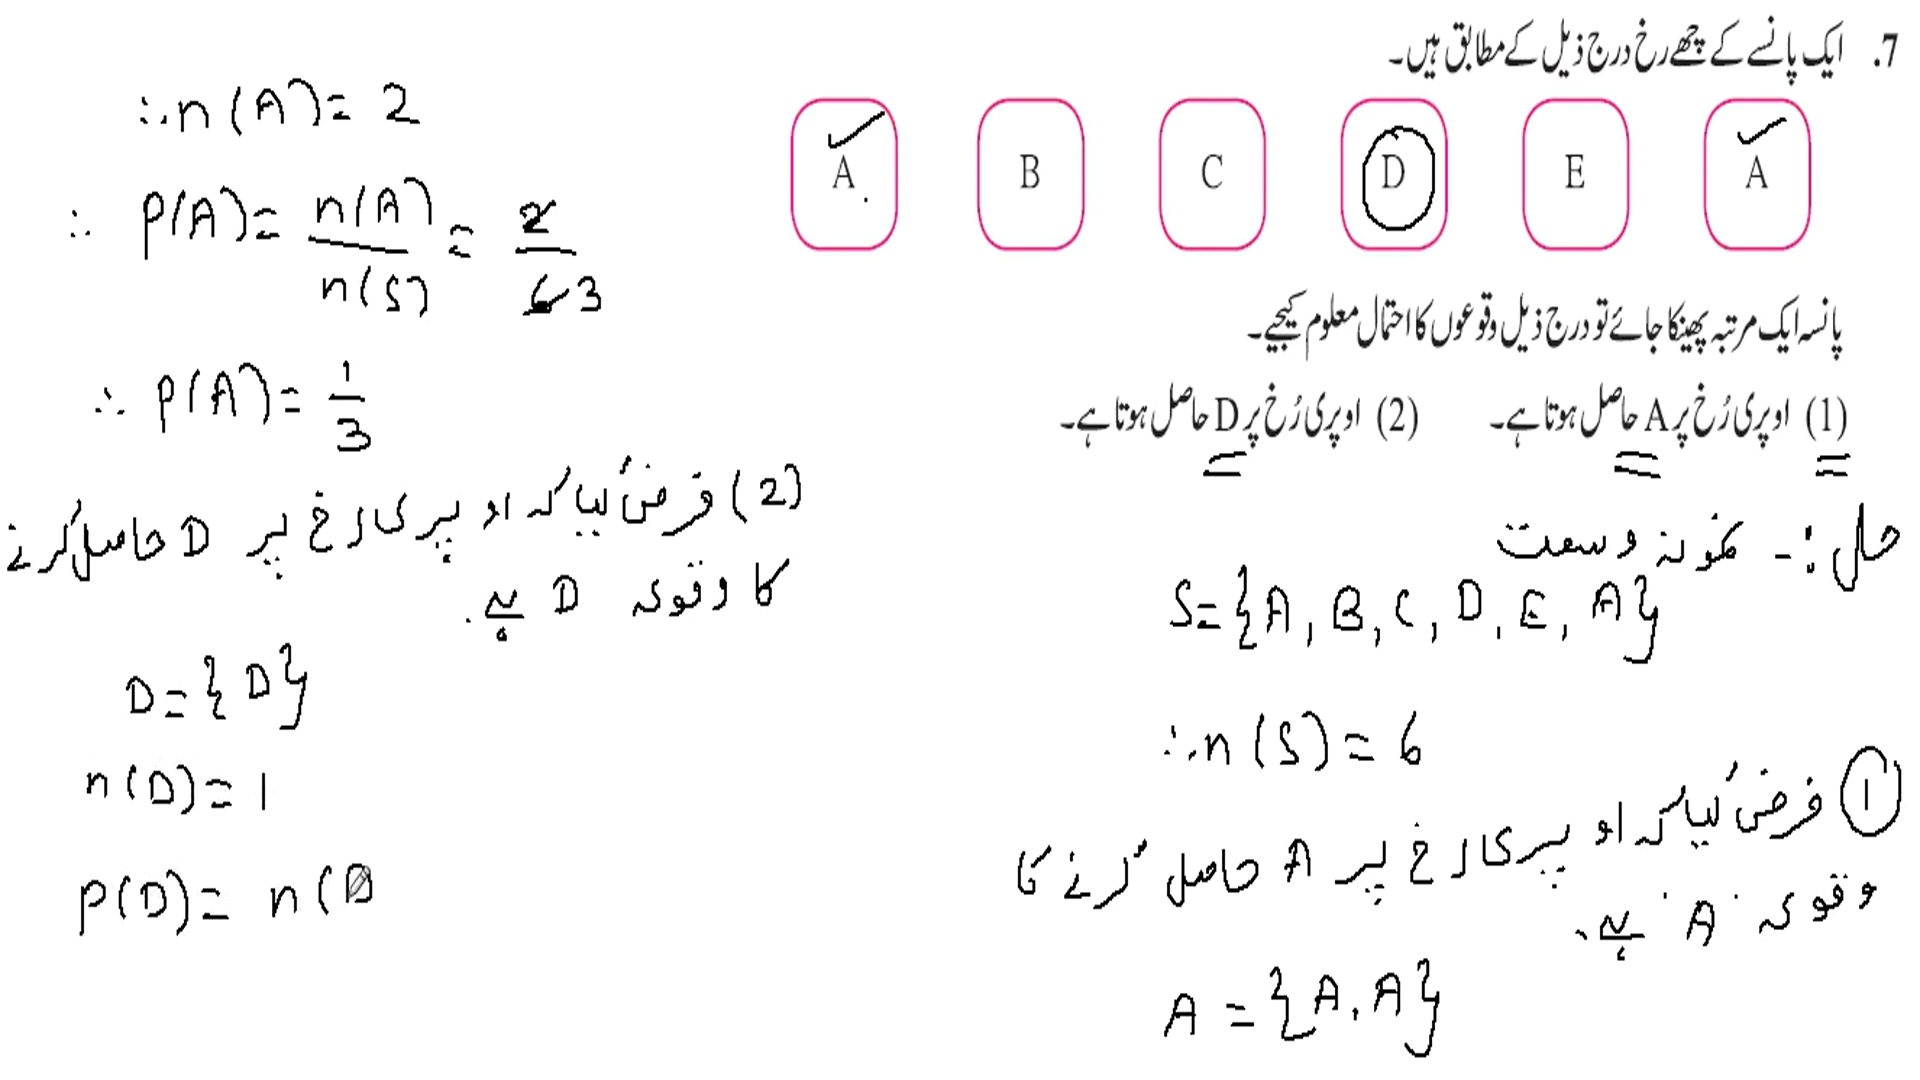 7. ایک پانسے کے چھے رخ درج ذیل کے مطابق ہیں۔
A B C D E A
پانسہ ایک مرتبہ پھینکا جائے تو درج ذیل وقوعوں کا احتمال معلوم کیجیے۔
(1) اوپری رُخ پر A حاصل ہوتا ہے۔ (2) اوپری رُخ پر D حاصل ہوتا ہے۔
حل :- نمونہ وسعت
S={A, B, C, D, E, A}
∴n(S)=6
1 فرض کیا کہ اوپری رخ پر A حاصل کرنے کا
وقوعہ 'A' ہے۔
A={A, A}
∴n(A)=2
∴ P(A)= n(A)/n(S) = 2/6 3
∴ P(A)= 1/3
(2) فرض کیا کہ اوپری رخ پر D حاصل کرنے
کا وقوعہ D ہے۔
D={D}
n(D)=1
P(D)= n(D